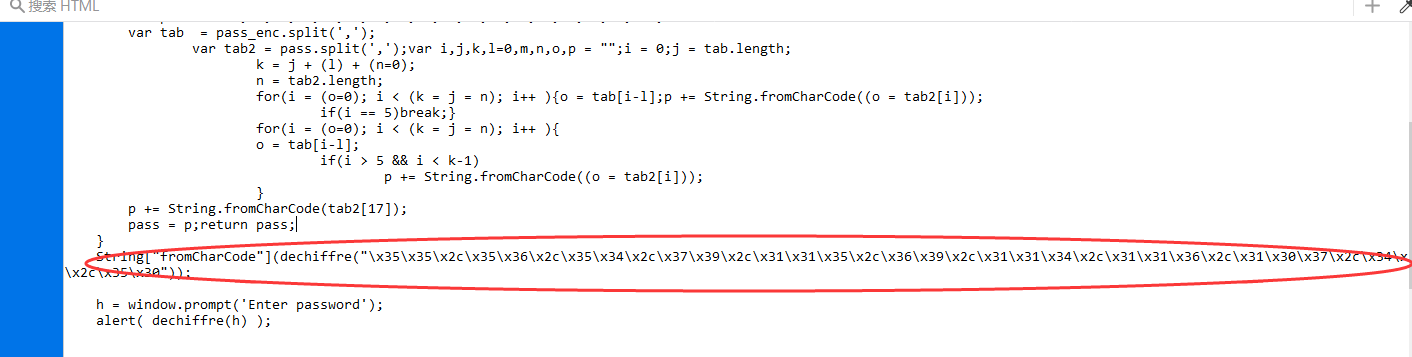 搜索 HTML
var tab  = pass_enc.split(',');
var tab2 = pass.split(',');var i,j,k,l=0,m,n,o,p = "";i = 0;j = tab.length;
k = j + (l) + (n=0);
n = tab2.length;
for(i = (o=0); i < (k = j = n); i++ ){o = tab[i-l];p += String.fromCharCode((o = tab2[i]));
if(i == 5)break;}
for(i = (o=0); i < (k = j = n); i++ ){
o = tab[i-l];
if(i > 5 && i < k-1)
p += String.fromCharCode((o = tab2[i]));
}
p += String.fromCharCode(tab2[17]);
pass = p;return pass;
}
String["fromCharCode"](dechiffre("\x35\x35\x2c\x35\x36\x2c\x35\x34\x2c\x37\x39\x2c\x31\x31\x35\x2c\x36\x39\x2c\x31\x31\x34\x2c\x31\x31\x36\x2c\x31\x30\x37\x2c\x34\x
\x2c\x35\x30"));
h = window.prompt('Enter password');
alert( dechiffre(h) );